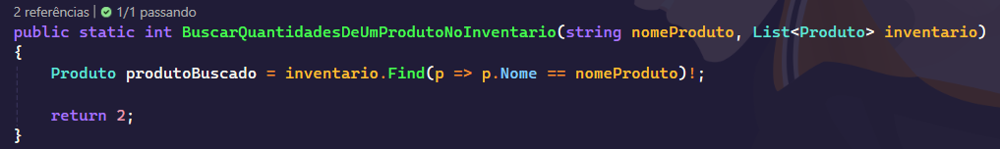 2 referências | 1/1 passando
public static int BuscarQuantidadesDeUmProdutoNoInventario(string nomeProduto, List<Produto> inventario)
{
    Produto produtoBuscado = inventario.Find(p => p.Nome == nomeProduto)!;

    return 2;
}